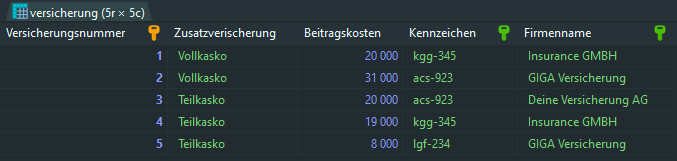 versicherung (5r × 5c)
Versicherungsnummer Zusatzverischerung Beitragskosten Kennzeichen Firmenname
1 Vollkasko 20 000 kgg-345 Insurance GMBH
2 Vollkasko 31 000 acs-923 GIGA Versicherung
3 Teilkasko 20 000 acs-923 Deine Versicherung AG
4 Teilkasko 19 000 kgg-345 Insurance GMBH
5 Teilkasko 8 000 lgf-234 GIGA Versicherung